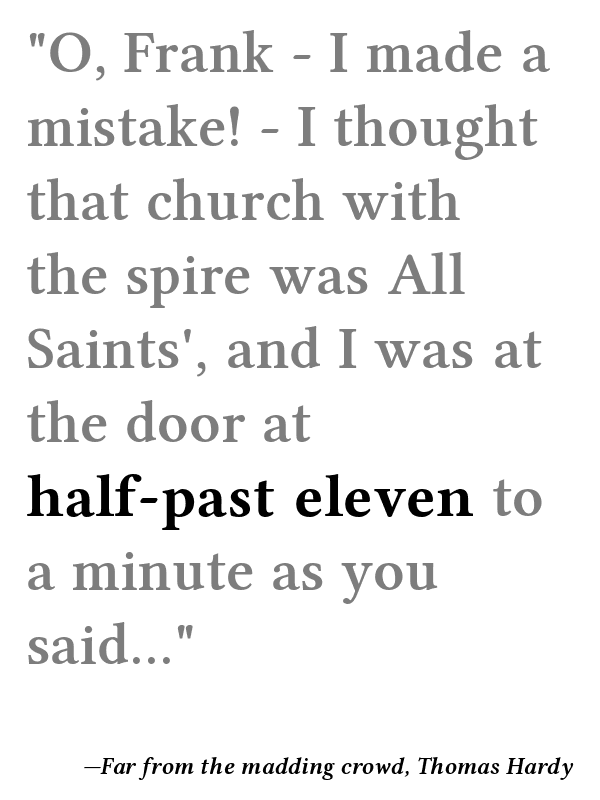 "O, Frank - I made a
mistake! - I thought
that church with
the spire was All
Saints', and I was at
the door at
half-past eleven to
a minute as you
said..."
—Far from the madding crowd, Thomas Hardy